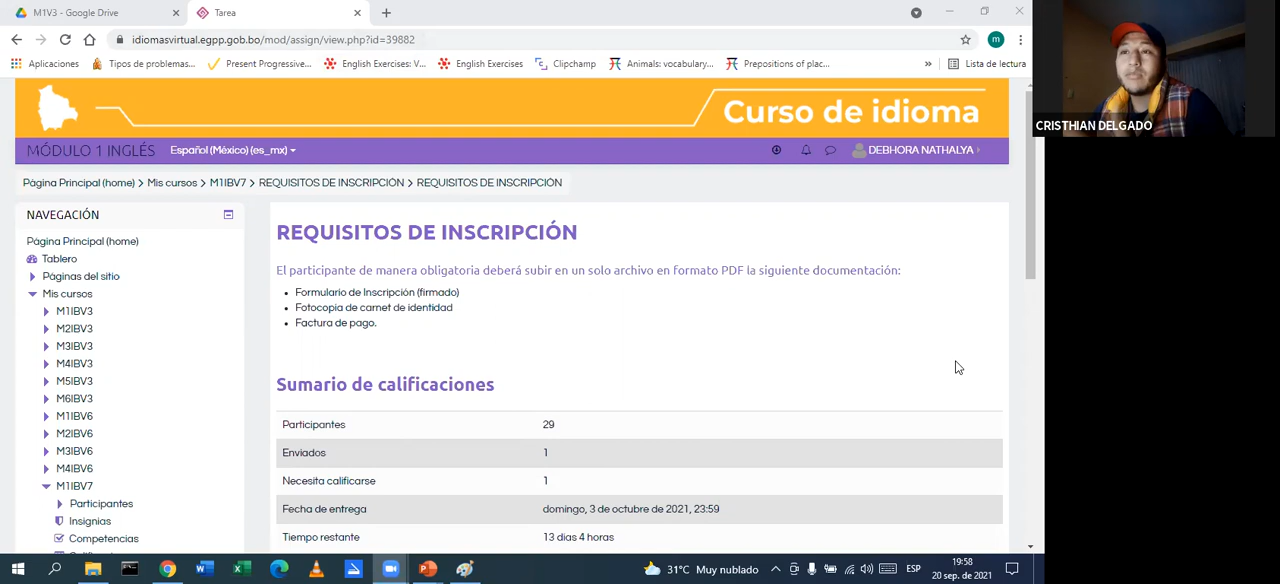 M1V3 - Google Drive
Tarea
idiomasvirtual.egpp.gob.bo/mod/assign/view.php?id=39882
m
Aplicaciones
Tipos de problemas...
Present Progressive...
English Exercises: V...
English Exercises
Clipchamp
Animals: vocabulary...
Prepositions of plac...
»
Lista de lectura
CRISTHIAN DELGADO
Curso de idioma
MÓDULO 1 INGLÉS
Español (México) (es_mx)
DEBHORA NATHALYA
Página Principal (home) > Mis cursos > M1IBV7 > REQUISITOS DE INSCRIPCIÓN > REQUISITOS DE INSCRIPCIÓN
NAVEGACIÓN
Página Principal (home)
Tablero
Páginas del sitio
Mis cursos
M1IBV3
M2IBV3
M3IBV3
M4IBV3
M5IBV3
M6IBV3
M1IBV6
M2IBV6
M3IBV6
M4IBV6
M1IBV7
Participantes
Insignias
Competencias
REQUISITOS DE INSCRIPCIÓN
El participante de manera obligatoria deberá subir en un solo archivo en formato PDF la siguiente documentación:
• Formulario de Inscripción (firmado)
• Fotocopia de carnet de identidad
• Factura de pago.
Sumario de calificaciones
Participantes 29
Enviados 1
Necesita calificarse 1
Fecha de entrega domingo, 3 de octubre de 2021, 23:59
Tiempo restante 13 días 4 horas
31°C Muy nublado
ESP
19:58
20 sep. de 2021